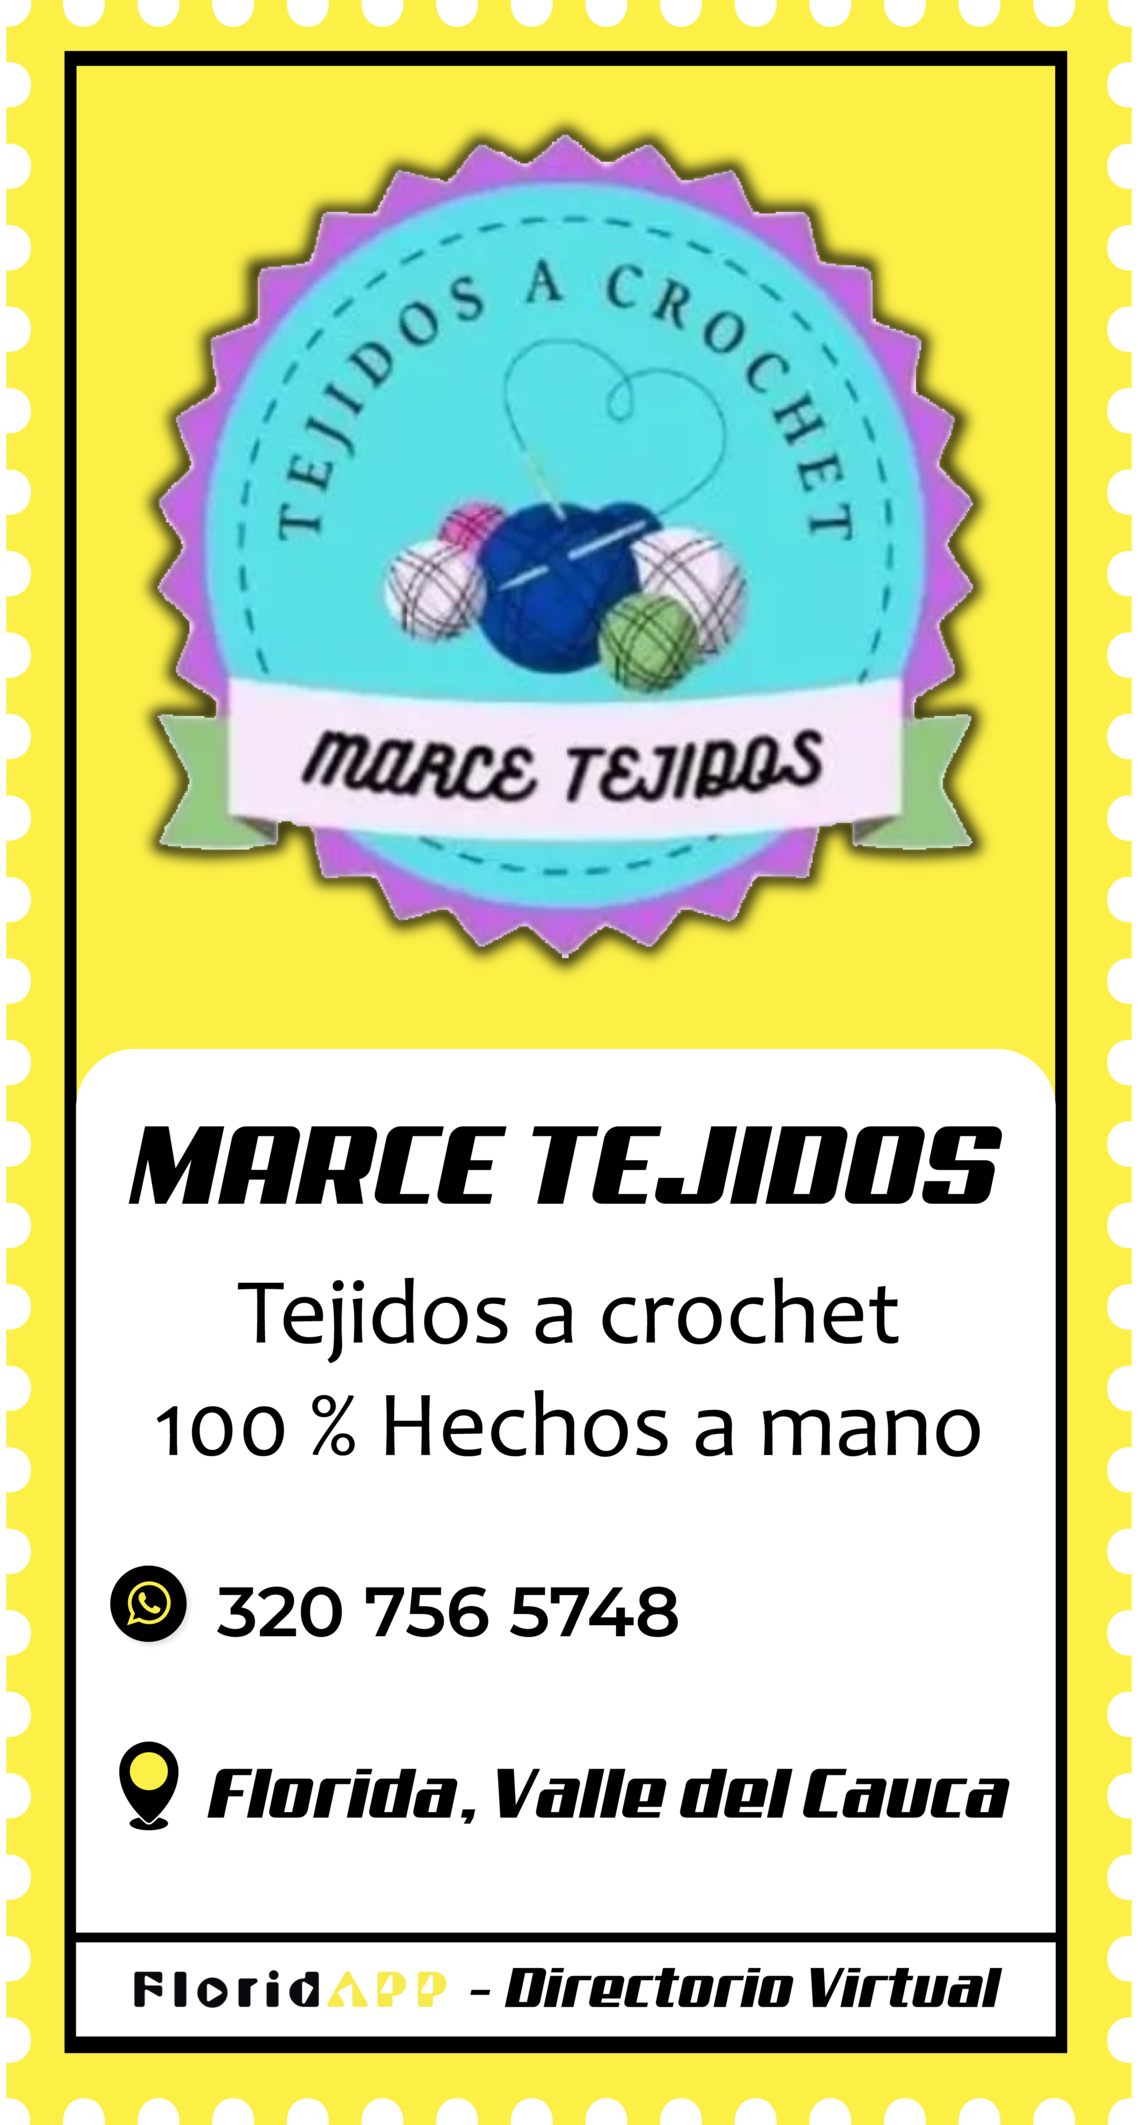 TEJIDOS A CROCHET
MARCE TEJIDOS
MARCE TEJIDOS
Tejidos a crochet
100 % Hechos a mano
320 756 5748
Florida, Valle del Cauca
FloridAPP - Directorio Virtual